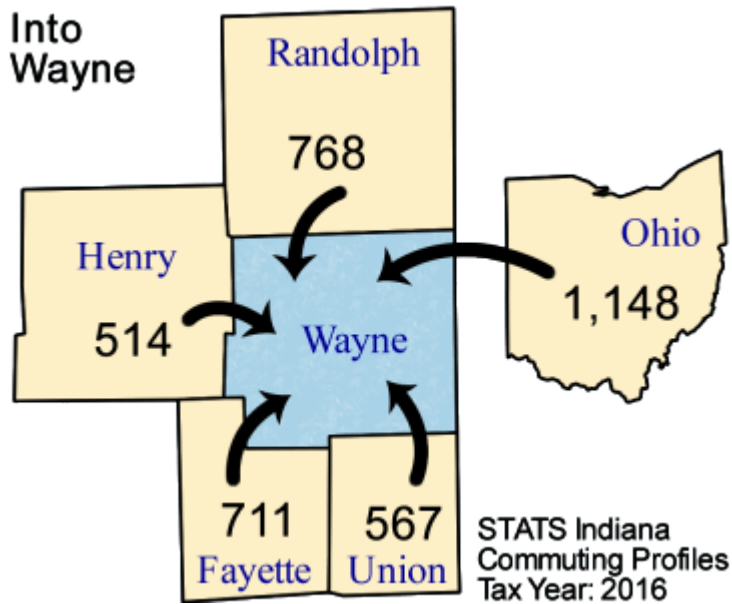 Into
Wayne
Randolph
768
Henry
514
Wayne
Ohio
1,148
711
Fayette
567
Union
STATS Indiana
Commuting Profiles
Tax Year: 2016